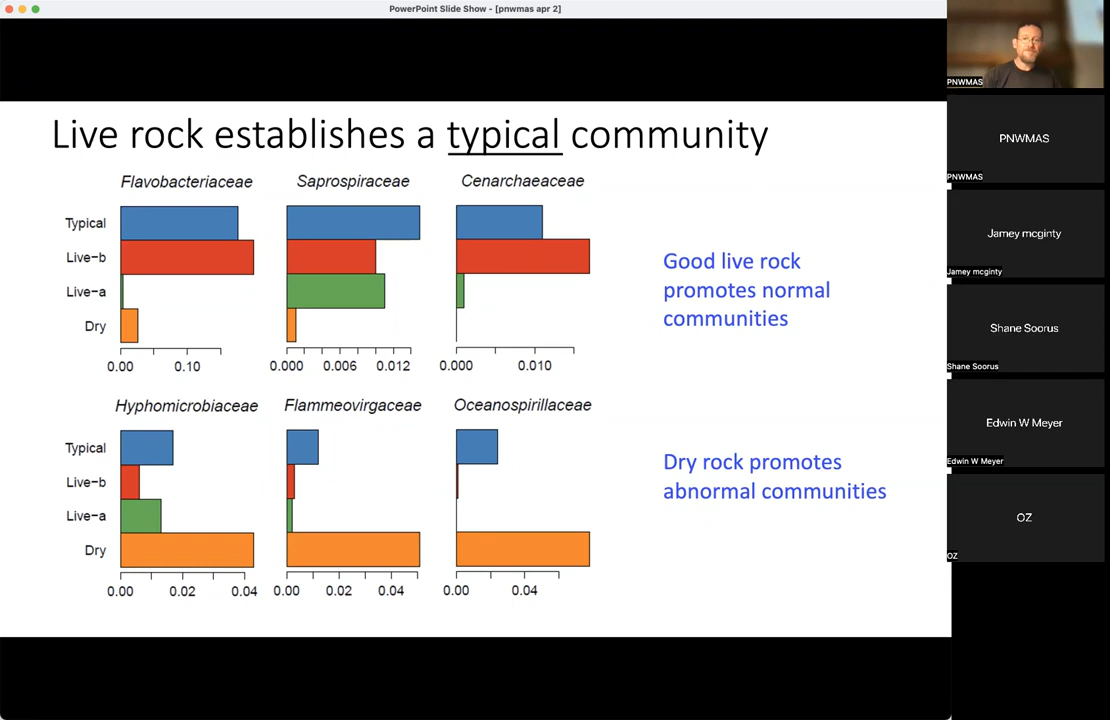 PowerPoint Slide Show - [pnwmas apr 2]
Live rock establishes a typical community
Flavobacteriaceae
Saprospiraceae
Cenarchaeaceae
Typical
Live-b
Live-a
Dry
0.00 0.10
0.000 0.006 0.012
0.000 0.010
Good live rock
promotes normal
communities
Hyphomicrobiaceae
Flammeovirgaceae
Oceanospirillaceae
Typical
Live-b
Live-a
Dry
0.00 0.02 0.04
0.00 0.02 0.04
0.00 0.04
Dry rock promotes
abnormal communities
PNWMAS
PNWMAS
PNWMAS
Jamey mcginty
Jamey mcginty
Shane Soorus
Shane Soorus
Edwin W Meyer
Edwin W Meyer
OZ
OZ